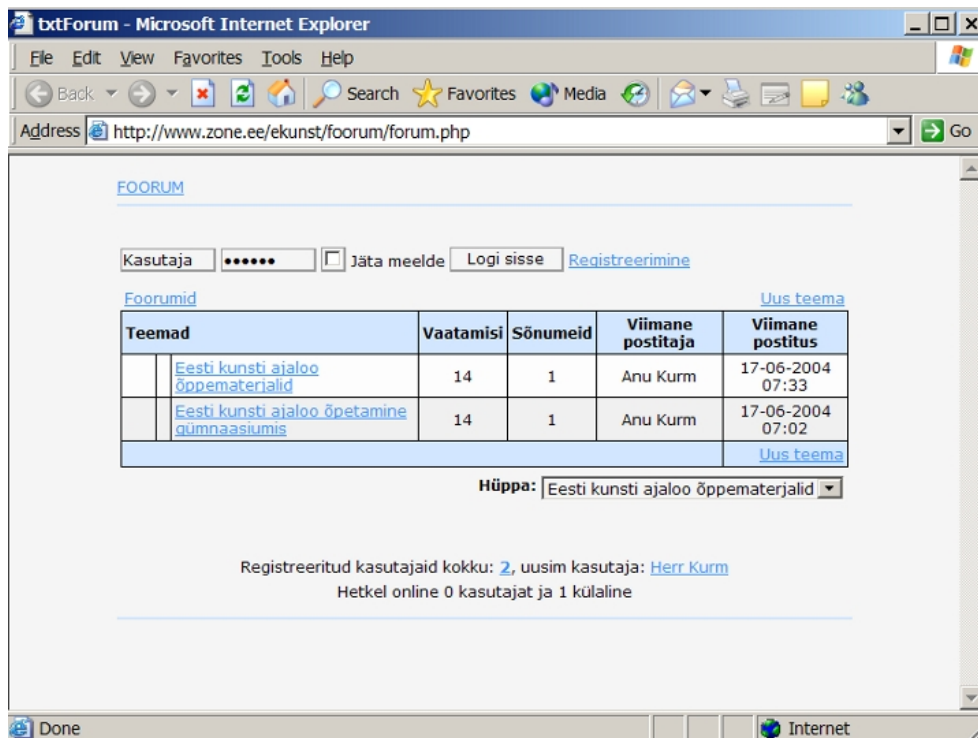 txtForum - Microsoft Internet Explorer
File Edit View Favorites Tools Help
Back Search Favorites Media
Address http://www.zone.ee/ekunst/foorum/forum.php Go
FOORUM
Kasutaja •••••• Jäta meelde Logi sisse Registreerimine
Foorumid Uus teema
Teemad Vaatamisi Sõnumeid Viimane postitaja Viimane postitus
Eesti kunsti ajaloo
õppematerjalid 14 1 Anu Kurm 17-06-2004 07:33
Eesti kunsti ajaloo õpetamine
gümnaasiumis 14 1 Anu Kurm 17-06-2004 07:02
Uus teema
Hüppa: Eesti kunsti ajaloo õppematerjalid
Registreeritud kasutajaid kokku: 2, uusim kasutaja: Herr Kurm
Hetkel online 0 kasutajat ja 1 külaline
Done Internet